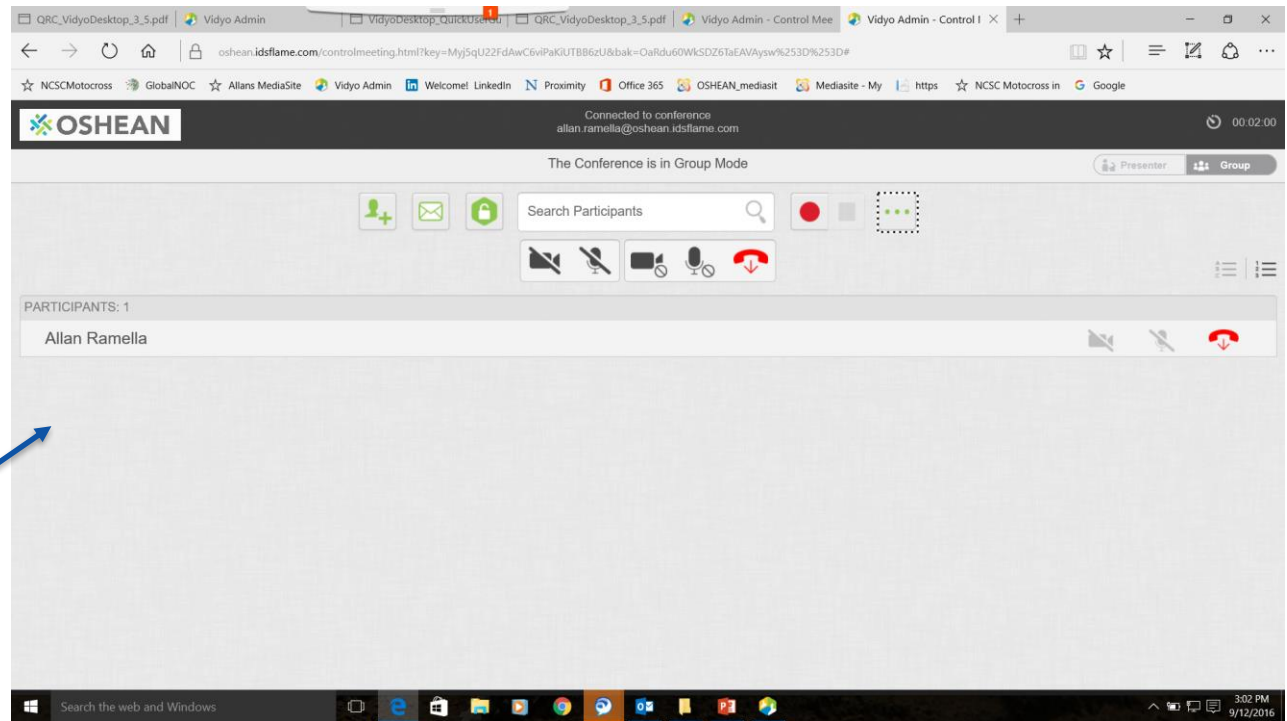 QRC_VidyoDesktop_3_5.pdf Vidyo Admin VidyoDesktop_QuickUserGu 1 QRC_VidyoDesktop_3_5.pdf Vidyo Admin - Control Mee Vidyo Admin - Control I
oshean.idsflame.com/controlmeeting.html?key=Myj5qU22FdAwC6viPaKiUTBB6zU&bak=OaRdu60WkSDZ6TaEAVAysw%253D%253D#
NCSCMotocross GlobalNOC Allans MediaSite Vidyo Admin Welcome! LinkedIn Proximity Office 365 OSHEAN_mediasit Mediasite - My https NCSC Motocross in Google
OSHEAN
Connected to conference
allan.ramella@oshean.idsflame.com
00:02:00
The Conference is in Group Mode
Presenter Group
Search Participants
PARTICIPANTS: 1
Allan Ramella
Search the web and Windows
3:02 PM
9/12/2016